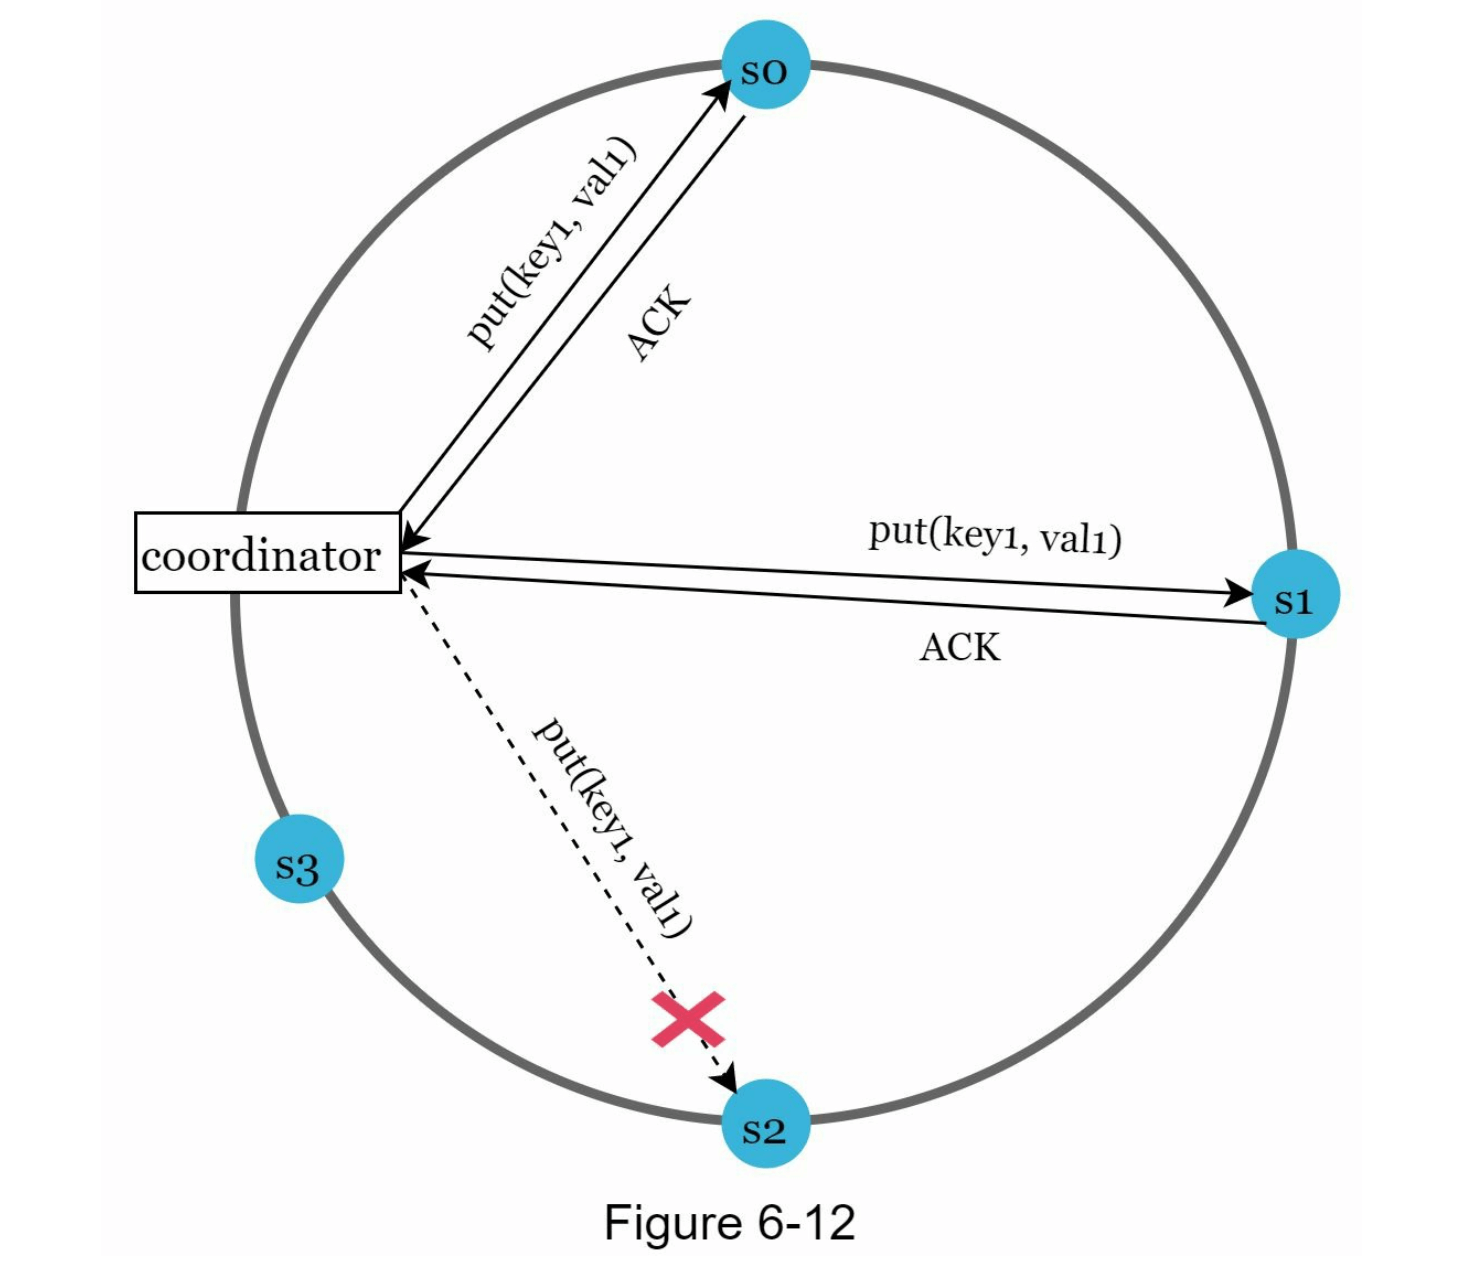 s0
put(key1, val1)
ACK
coordinator
put(key1, val1)
s1
ACK
put(key1, val1)
s3
s2
Figure 6-12